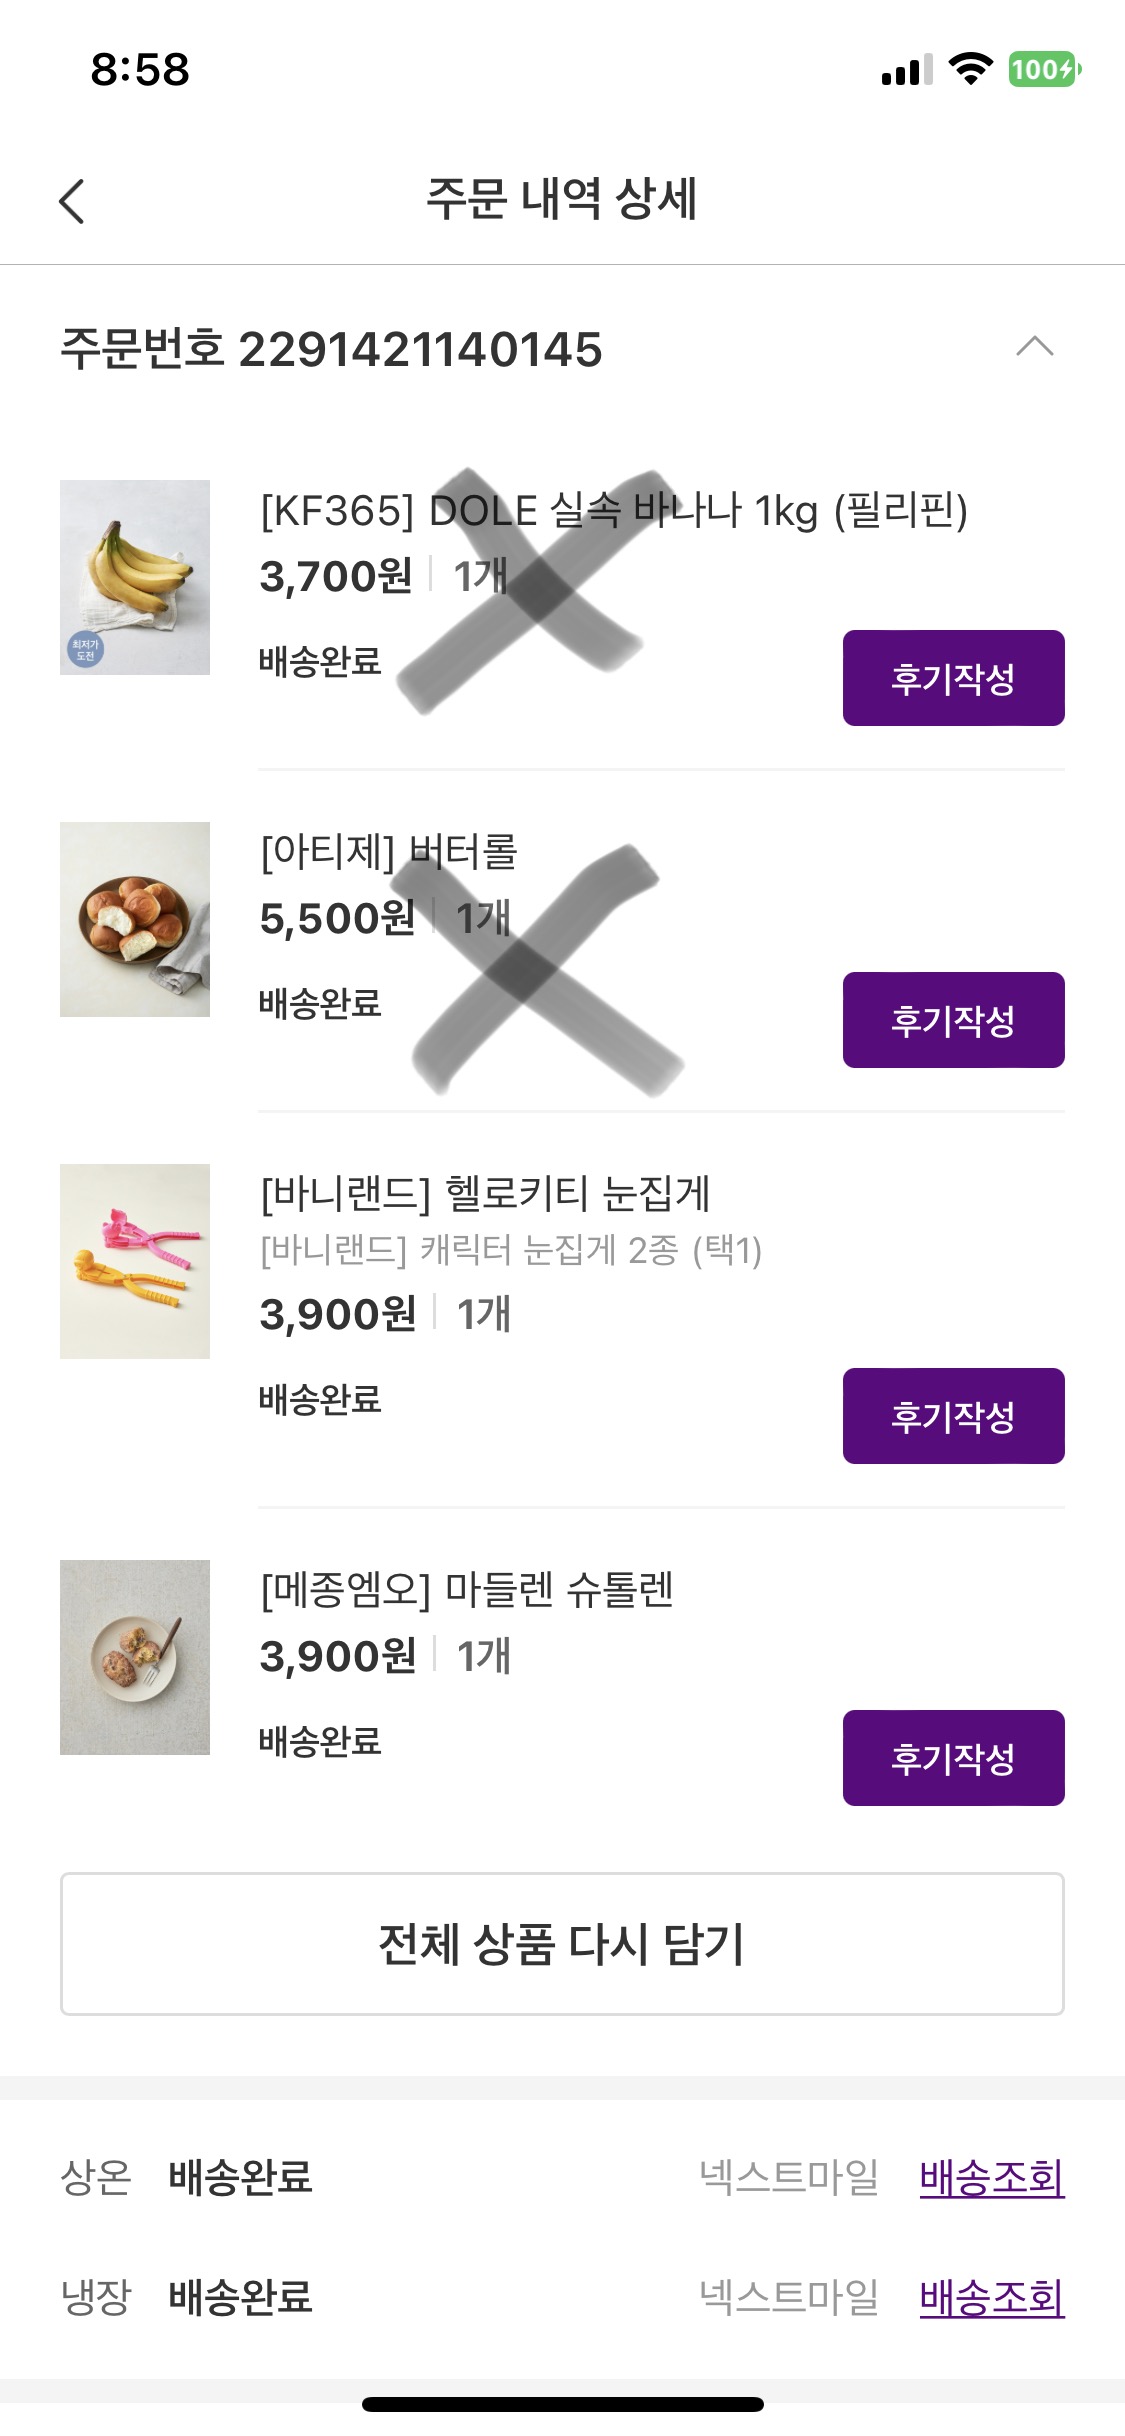 8:58
100
주문 내역 상세
주문번호 2291421140145
[KF365] DOLE 실속 바나나 1kg (필리핀)
3,700원 1개
최저가
도전
배송완료
후기작성
[아티제] 버터롤
5,500원 1개
배송완료
후기작성
[바니랜드] 헬로키티 눈집게
[바니랜드] 캐릭터 눈집게 2종 (택1)
3,900원 1개
배송완료
후기작성
[메종엠오] 마들렌 슈톨렌
3,900원 1개
배송완료
후기작성
전체 상품 다시 담기
상온 배송완료 넥스트마일 배송조회
냉장 배송완료 넥스트마일 배송조회